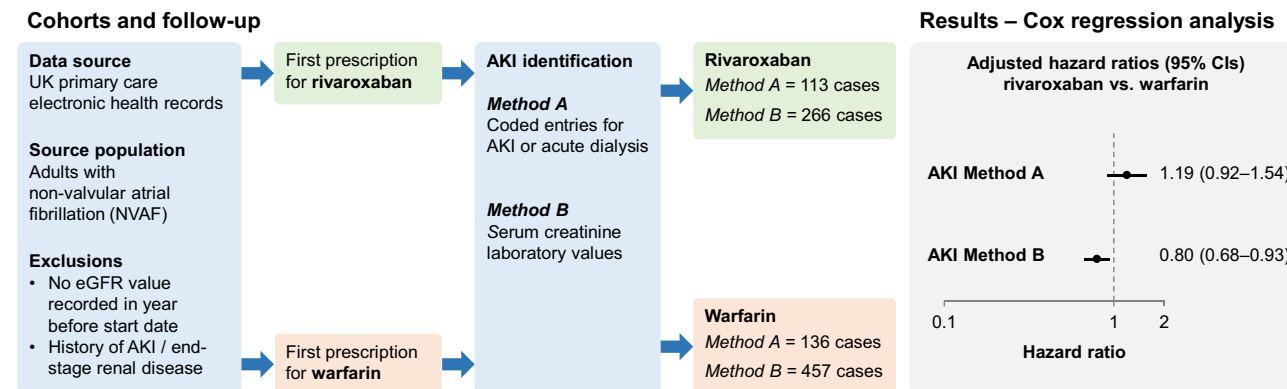 Cohorts and follow-up
Data source
UK primary care
electronic health records
Source population
Adults with
non-valvular atrial
fibrillation (NVAF)
Exclusions
• No eGFR value
recorded in year
before start date
• History of AKI / end-
stage renal disease
First prescription
for rivaroxaban
First prescription
for warfarin
AKI identification
Method A
Coded entries for
AKI or acute dialysis
Method B
Serum creatinine
laboratory values
Rivaroxaban
Method A = 113 cases
Method B = 266 cases
Warfarin
Method A = 136 cases
Method B = 457 cases
Results – Cox regression analysis
Adjusted hazard ratios (95% CIs)
rivaroxaban vs. warfarin
AKI Method A 1.19 (0.92–1.54)
AKI Method B 0.80 (0.68–0.93)
0.1 1 2
Hazard ratio